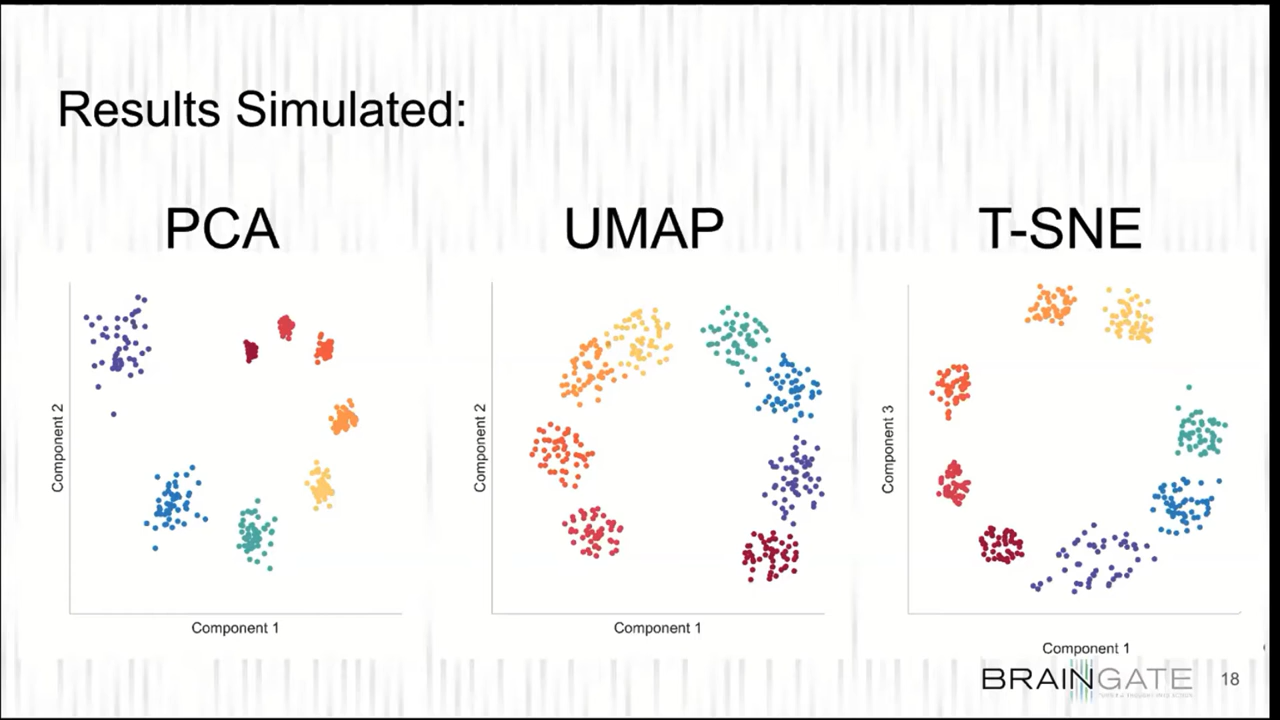 Results Simulated:
PCA
UMAP
T-SNE
Component 2
Component 1
Component 2
Component 1
Component 3
Component 1
BRAINGATE
18